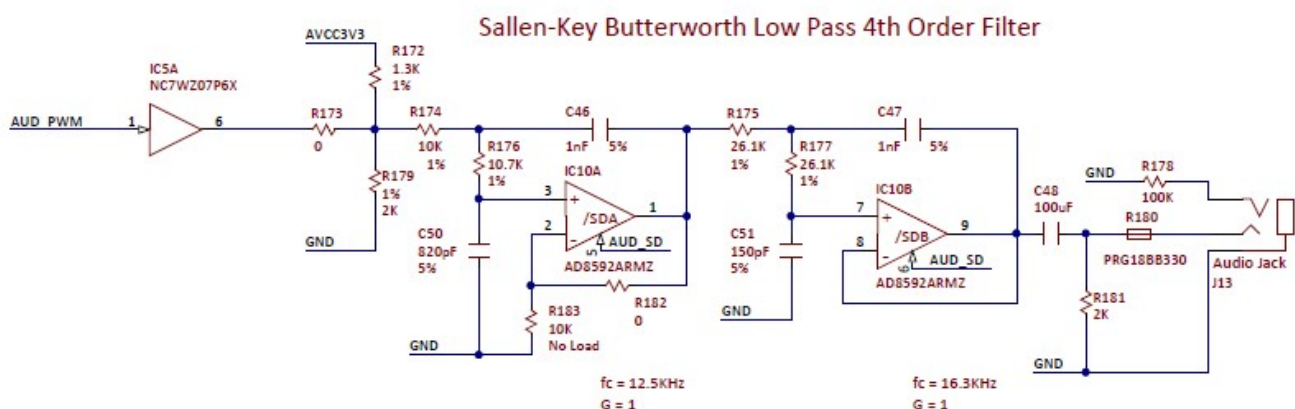 Sallen-Key Butterworth Low Pass 4th Order Filter
AVCC3V3
R172
1.3K
1%
IC5A
NC7WZ07P6X
AUD_PWM
1
6
R173
0
R174
10K
1%
C46
1nF
5%
R175
26.1K
1%
C47
1nF
5%
R176
10.7K
1%
R177
26.1K
1%
R179
1%
2K
GND
IC10A
3
+
/SDA
1
2
-
5
AUD_SD
AD8592ARMZ
C50
820pF
5%
R182
0
R183
10K
No Load
GND
C51
150pF
5%
GND
IC10B
7
+
/SDB
9
8
-
6
AUD_SD
AD8592ARMZ
C48
100uF
GND
R178
100K
R180
PRG18BB330
Audio Jack
J13
R181
2K
GND
fc = 12.5KHz
G = 1
fc = 16.3KHz
G = 1